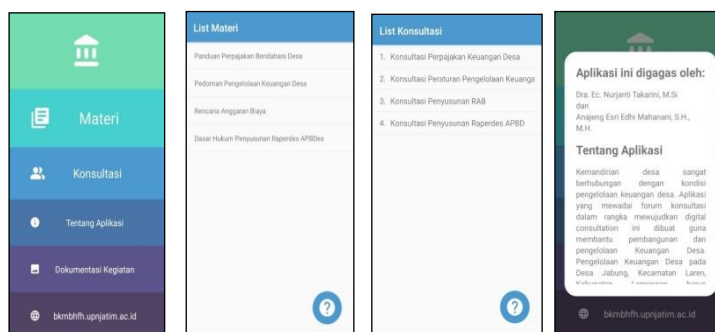 Materi
Konsultasi
Tentang Aplikasi
Dokumentasi Kegiatan
bkmbhfh.upnjatim.ac.id
List Materi
Panduan Perpajakan Bendahara Desa
Pedoman Pengelolaan Keuangan Desa
Rencana Anggaran Biaya
Dasar Hukum Penyusunan Raperdes APBDes
?
List Konsultasi
1. Konsultasi Perpajakan Keuangan Desa
2. Konsultasi Peraturan Pengelolaan Keuanga
3. Konsultasi Penyusunan RAB
4. Konsultasi Penyusunan Raperdes APBD
?
Aplikasi ini digagas oleh:
Dra. Ec. Nurjanti Takarini, M.Si
dan
Anajeng Esri Edhi Mahanani, S.H.,
M.H.
Tentang Aplikasi
Kemandirian desa sangat
berhubungan dengan kondisi
pengelolaan keuangan desa. Aplikasi
yang mewadai forum konsultasi
dalam rangka mewujudkan digital
consultation ini dibuat guna
membantu pembangunan dan
pengelolaan Keuangan Desa.
Pengelolaan Keuangan Desa pada
Desa Jabung, Kecamatan Laren,
bkmbhfh.upnjatim.ac.id